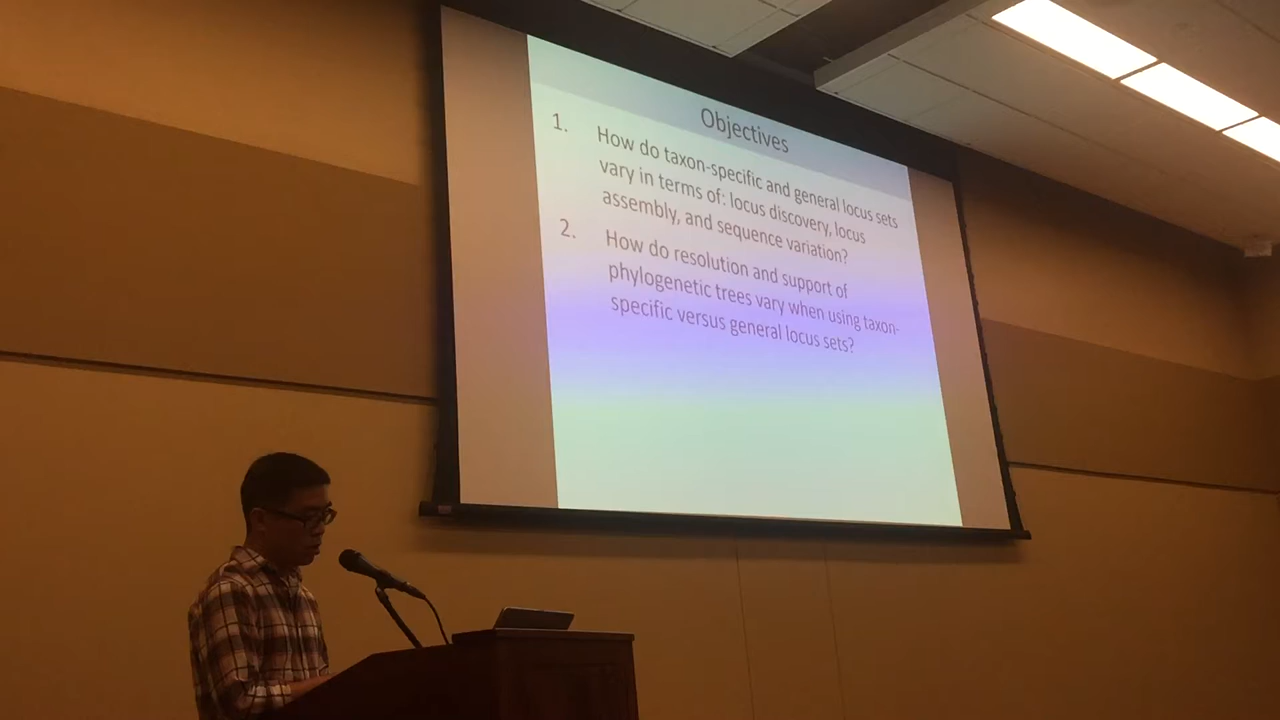 Objectives
1. How do taxon-specific and general locus sets
vary in terms of: locus discovery, locus
assembly, and sequence variation?
2. How do resolution and support of
phylogenetic trees vary when using taxon-
specific versus general locus sets?